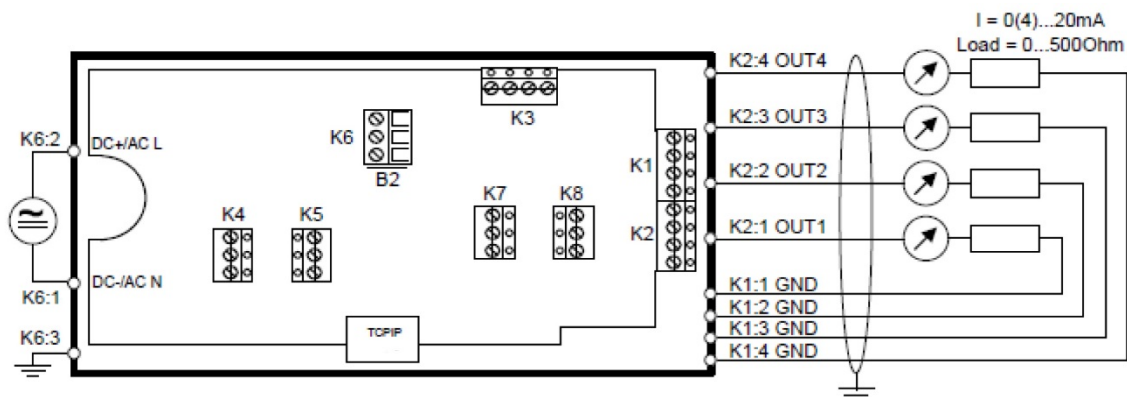 I = 0(4)...20mA
Load = 0...500Ohm
K2:4 OUT4
K3
K6:2
DC+/AC L
K6
K2:3 OUT3
B2
K1
K2:2 OUT2
K4
K5
K7
K8
K2
K2:1 OUT1
K6:1
DC-/AC N
K1:1 GND
K1:2 GND
K6:3
TCPIP
K1:3 GND
K1:4 GND